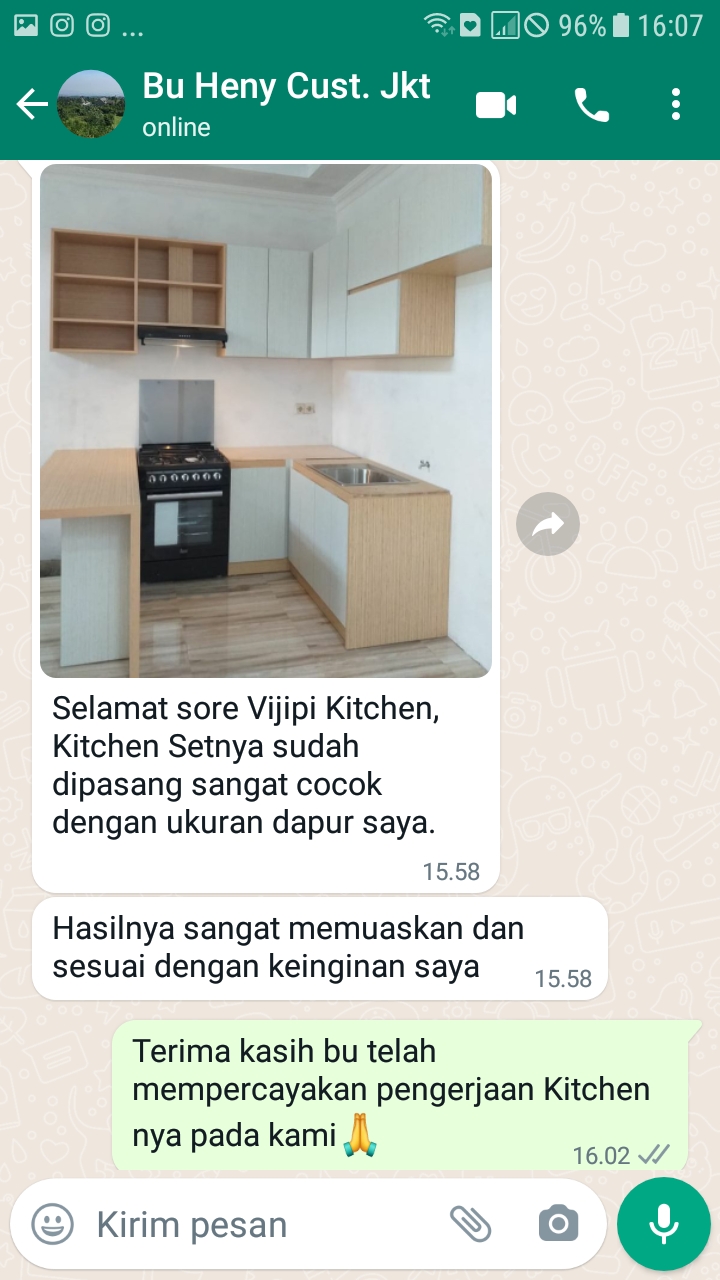 ... 96% 16:07
Bu Heny Cust. Jkt
online
Selamat sore Vijipi Kitchen,
Kitchen Setnya sudah
dipasang sangat cocok
dengan ukuran dapur saya.
15.58
Hasilnya sangat memuaskan dan
sesuai dengan keinginan saya 15.58
Terima kasih bu telah
mempercayakan pengerjaan Kitchen
nya pada kami🙏
16.02
Kirim pesan